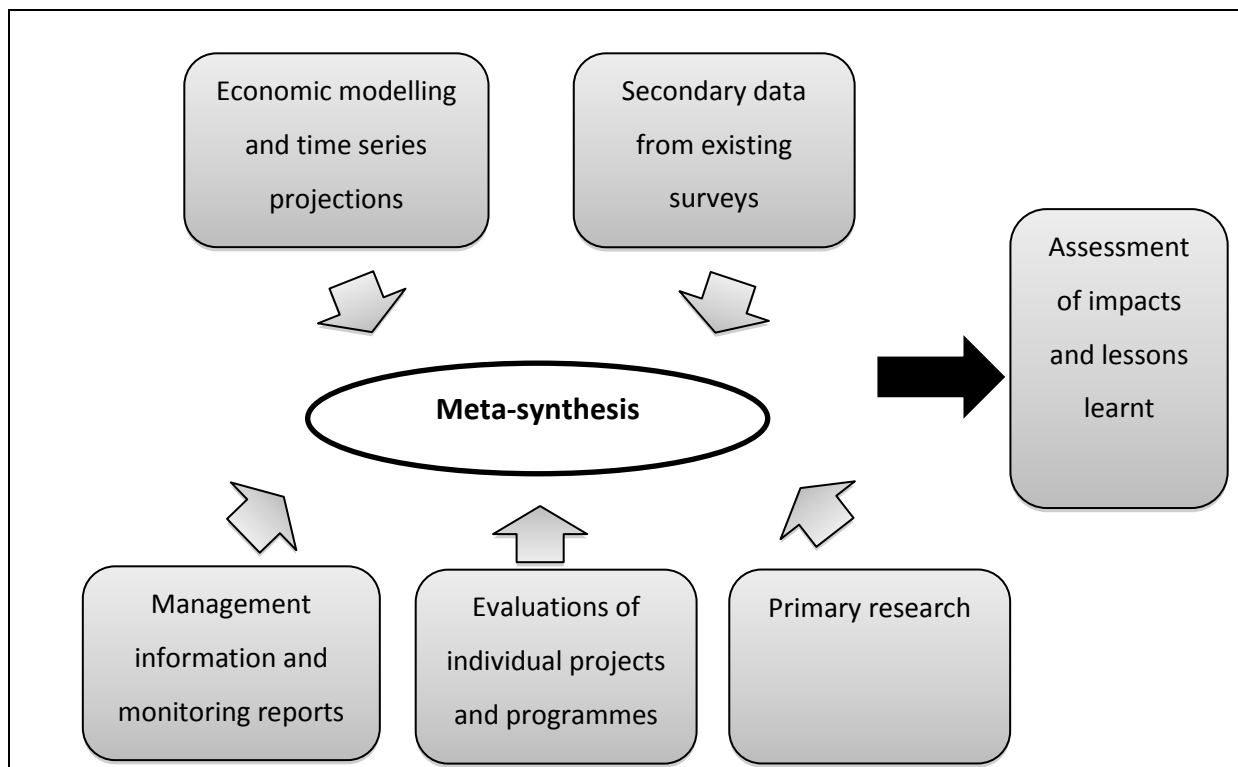 Economic modelling
and time series
projections
Secondary data
from existing
surveys
Assessment
of impacts
and lessons
learnt
Meta-synthesis
Management
information and
monitoring reports
Evaluations of
individual projects
and programmes
Primary research